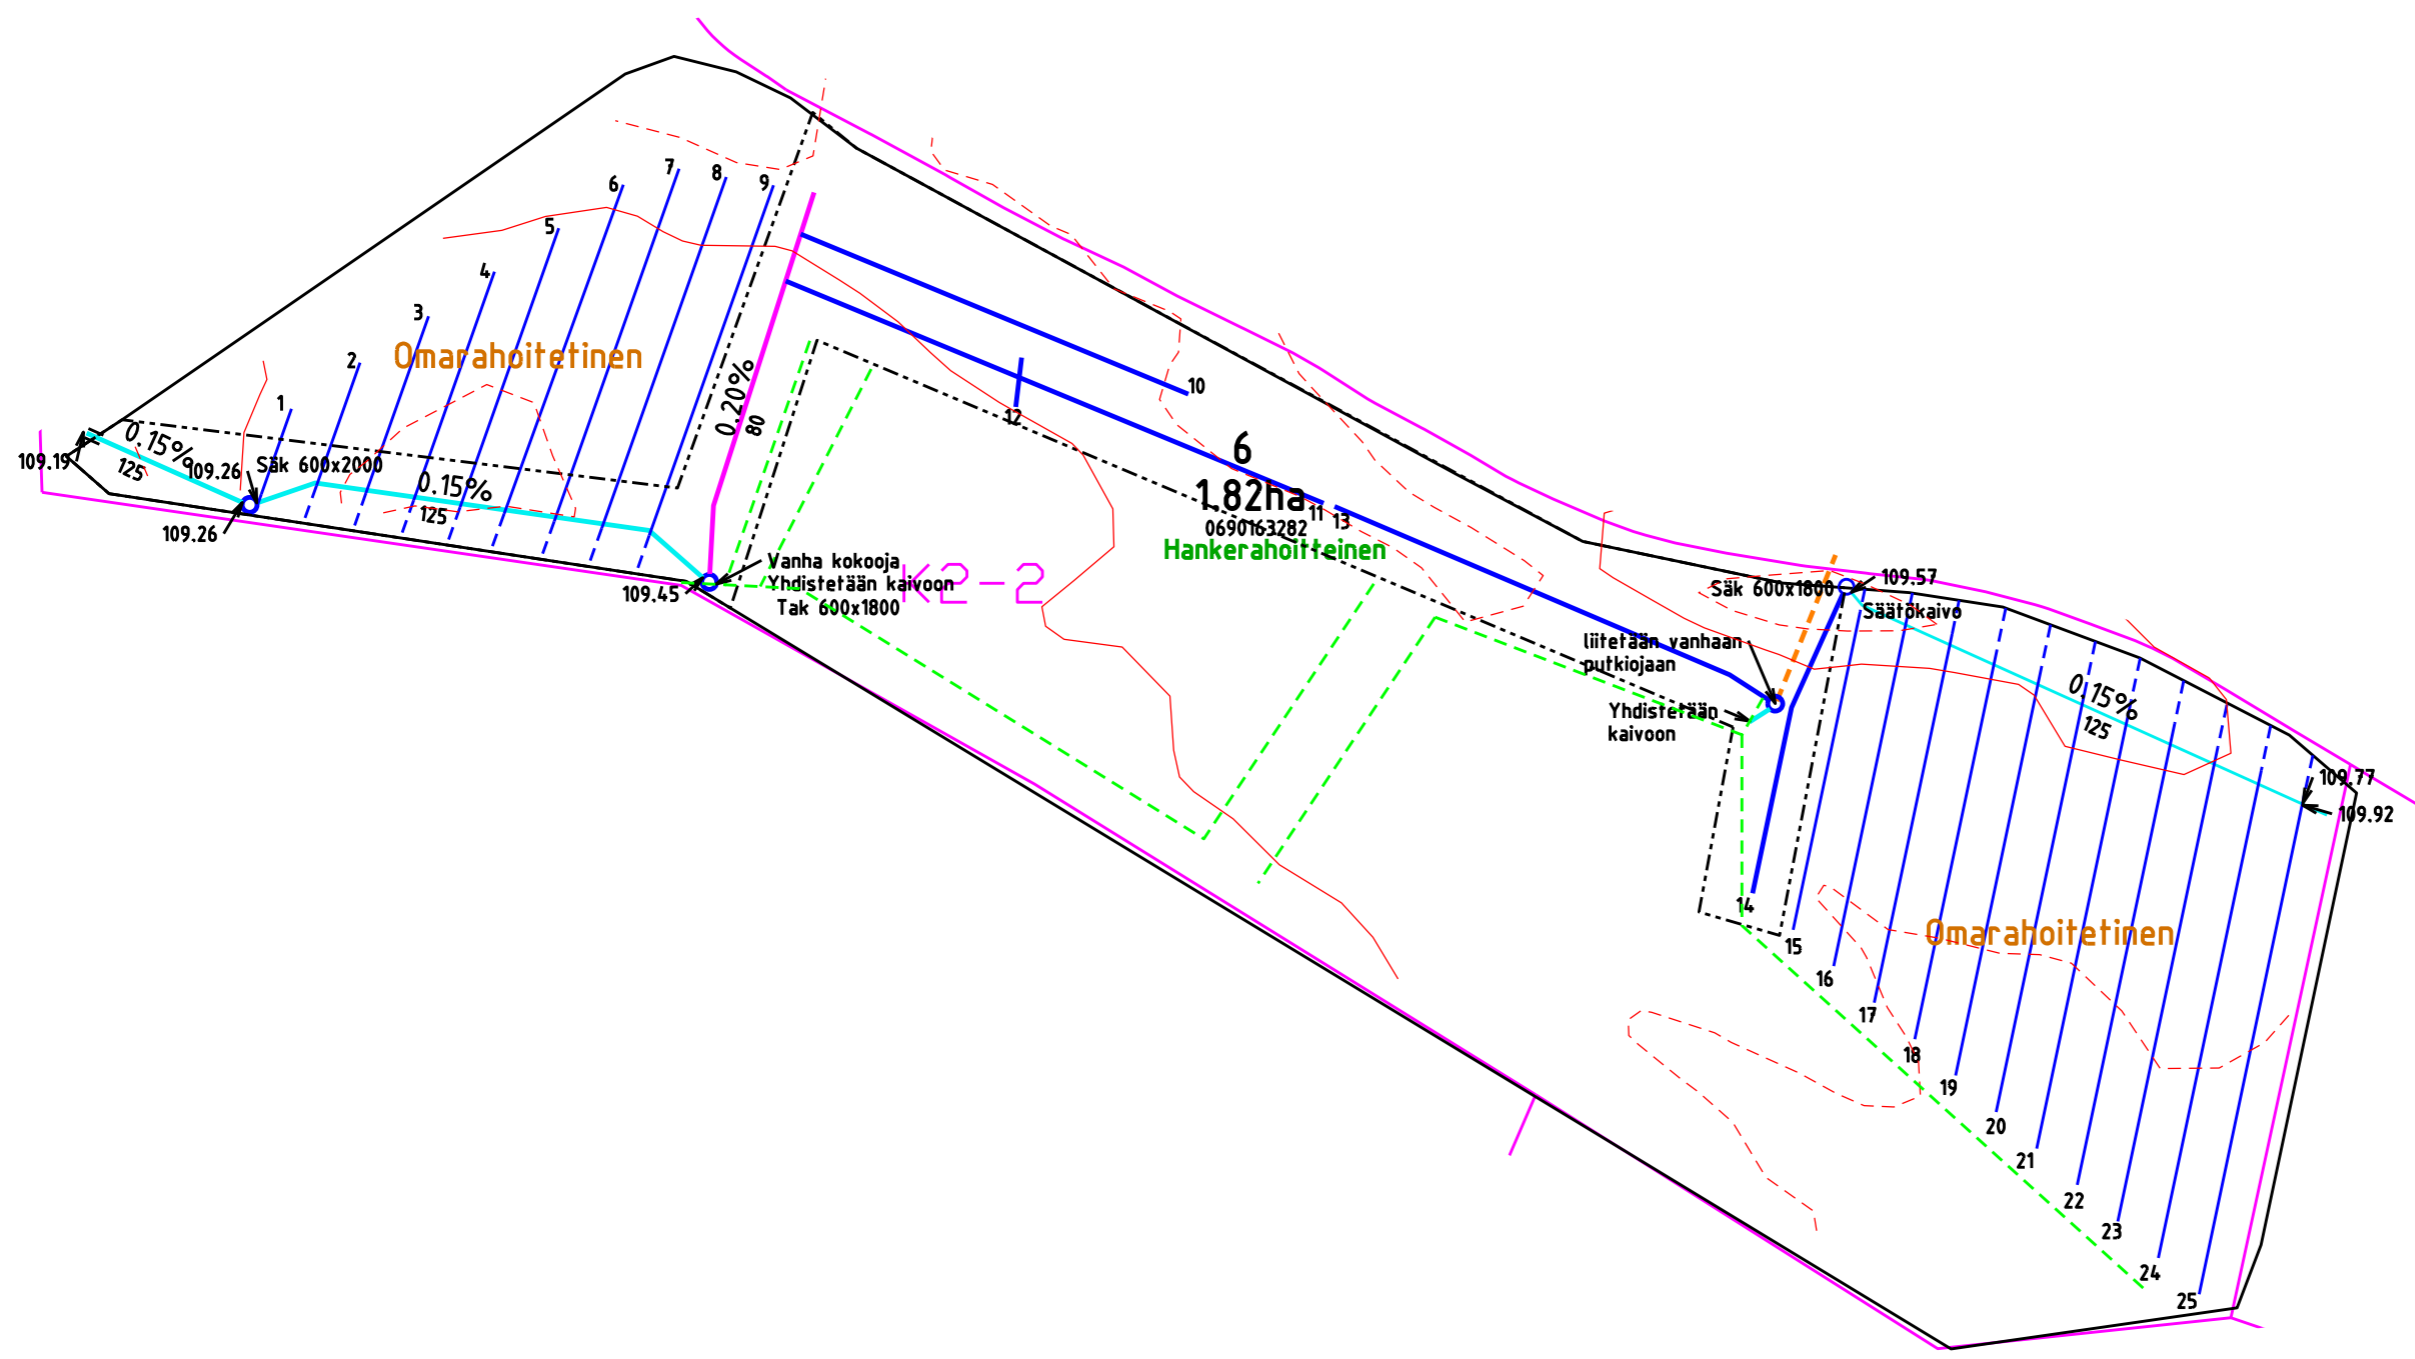 7
8
9
6
5
4
3
2
1
Omarahoitetinen
10
12
0.20%
80
0.15%
125
109.19
109.26
Säk 600x2000
0.15%
125
109.26
6
1.82ha
0690163282
11
13
Hankerahoitteinen
Vanha kokooja
Yhdistetään kaivoon
Tak 600x1800
109.45
K2-2
Säk 600x1800
109.57
Säätökaivo
liitetään vanhaan
putkiojaan
Yhdistetään
kaivoon
0.15%
125
109.77
109.92
14
15
16
17
18
19
20
21
22
23
24
25
Omarahoitetinen